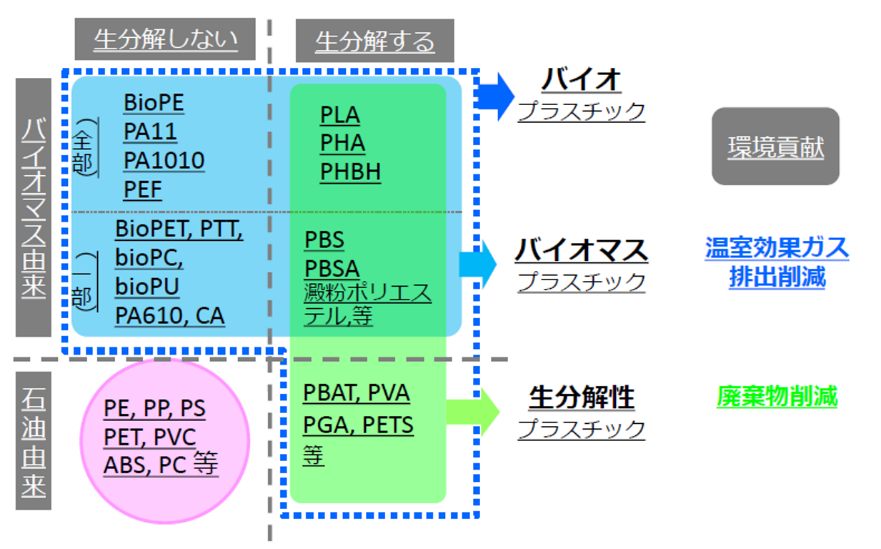 生分解しない
生分解する
バイオマス由来
(全部)
BioPE
PA11
PA1010
PEF
PLA
PHA
PHBH
(一部)
BioPET, PTT,
bioPC,
bioPU
PA610, CA
PBS
PBSA
澱粉ポリエス
テル,等
石油由来
PE, PP, PS
PET, PVC
ABS, PC 等
PBAT, PVA
PGA, PETS
等
バイオ
プラスチック
バイオマス
プラスチック
生分解性
プラスチック
環境貢献
温室効果ガス
排出削減
廃棄物削減